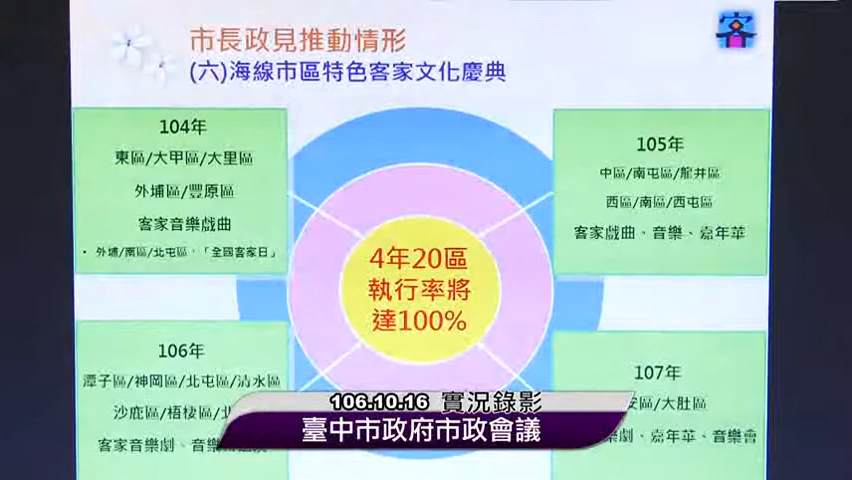 客
市長政見推動情形
(六)海線市區特色客家文化慶典
104年
東區/大甲區/大里區
外埔區/豐原區
客家音樂戲曲
• 外埔/南區/北屯區，「全國客家日」
105年
中區/南屯區/龍井區
西區/南區/西屯區
客家戲曲、音樂、嘉年華
4年20區
執行率將
達100%
106年
潭子區/神岡區/北屯區/清水區
沙鹿區/梧棲區/北
客家音樂劇、音樂
107年
區/大肚區
樂劇、嘉年華、音樂會
106.10.16 實況錄影
臺中市政府市政會議